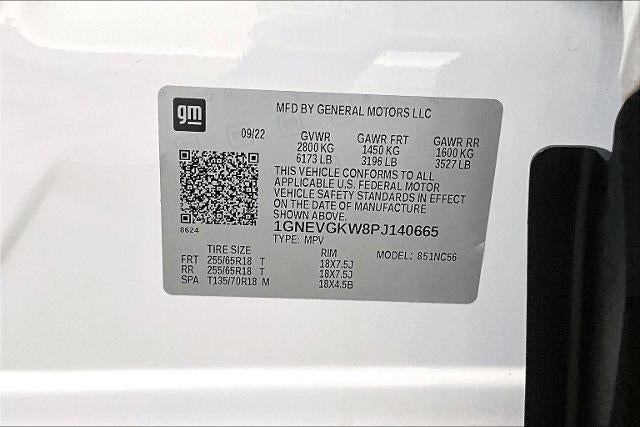 gm
MFD BY GENERAL MOTORS LLC
09/22 GVWR GAWR FRT GAWR RR
2800 KG 1450 KG 1600 KG
6173 LB 3196 LB 3527 LB
THIS VEHICLE CONFORMS TO ALL
APPLICABLE U.S. FEDERAL MOTOR
VEHICLE SAFETY STANDARDS IN EFFECT
ON THE DATE OF MANUFACTURE
SHOWN ABOVE.
8624 1GNEVGKW8PJ140665
TYPE: MPV MODEL: 851NC56
TIRE SIZE RIM
FRT 255/65R18 T 18X7.5J
RR 255/65R18 T 18X7.5J
SPA T135/70R18 M 18X4.5B